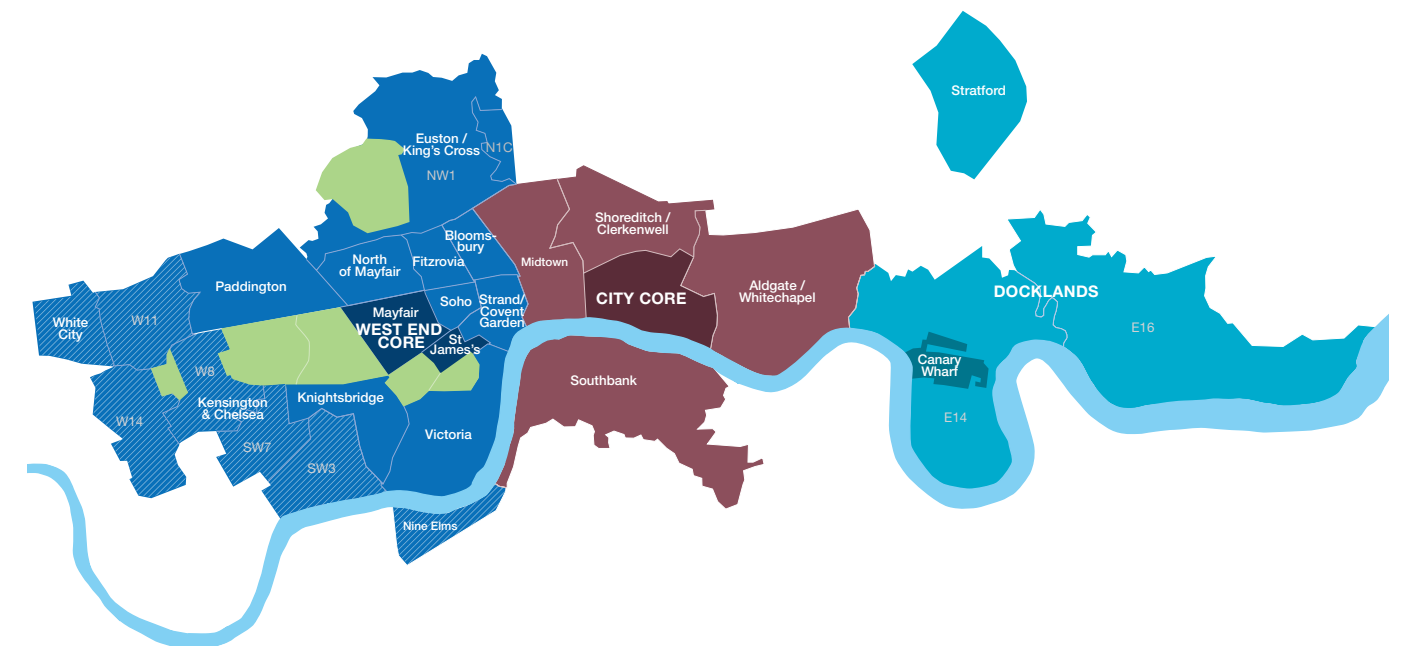 Stratford
Euston /
King's Cross
N1C
NW1
Shoreditch /
Clerkenwell
Blooms-
bury
North
of Mayfair
Fitzrovia
Midtown
Paddington
Aldgate /
Whitechapel
DOCKLANDS
CITY CORE
Soho
Strand/
Covent
Garden
Mayfair
WEST END
CORE
St
James's
White
City
W11
E16
Canary
Wharf
W8
Southbank
Knightsbridge
Kensington
& Chelsea
W14
E14
Victoria
SW7
SW3
Nine Elms